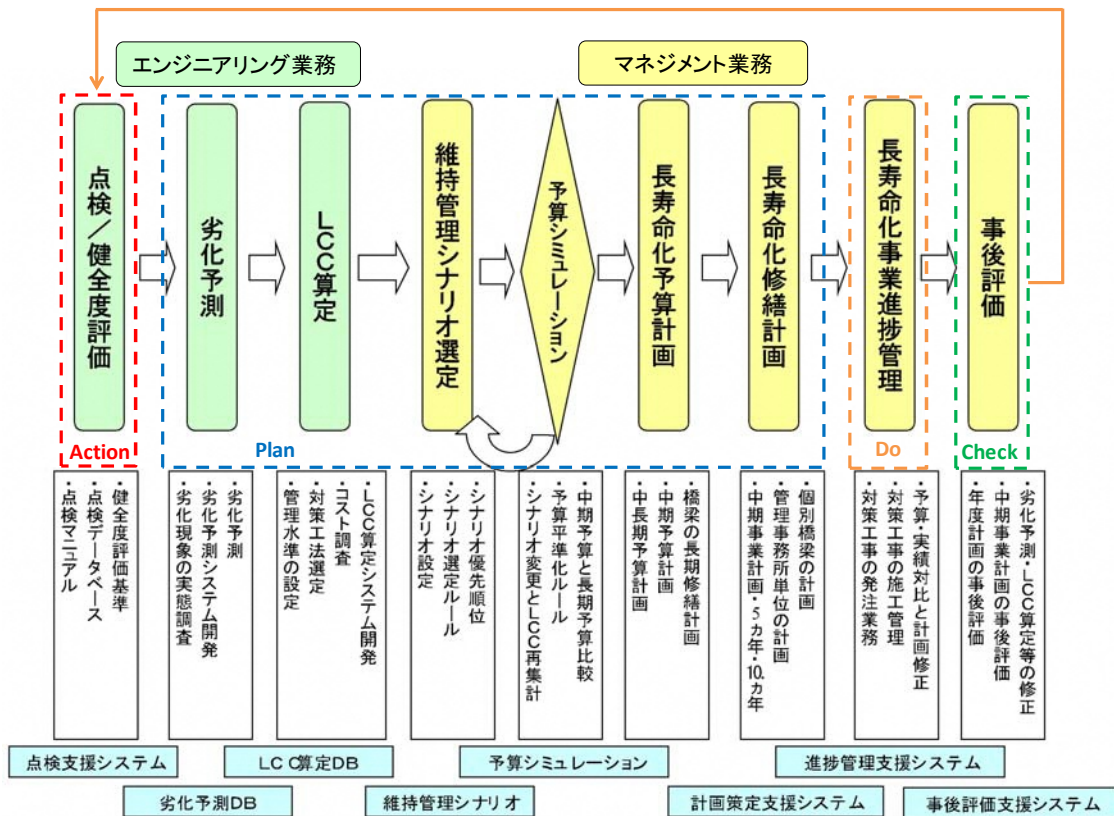 エンジニアリング業務
マネジメント業務
点検／健全度評価
劣化予測
LCC算定
維持管理シナリオ選定
予算シミュレーション
長寿命化予算計画
長寿命化修繕計画
長寿命化事業進捗管理
事後評価
Action
Plan
Do
Check
・健全度評価基準
・点検データベース
・点検マニュアル
・劣化予測
・劣化予測システム開発
・劣化現象の実態調査
・LCC算定システム開発
・コスト調査
・対策工法選定
・管理水準の設定
・シナリオ優先順位
・シナリオ選定ルール
・シナリオ設定
・中期予算と長期予算比較
・予算平準化ルール
・シナリオ変更とLCC再集計
・橋梁の長期修繕計画
・中期予算計画
・中長期予算計画
・個別橋梁の計画
・管理事務所単位の計画
・中期事業計画・5カ年・10カ年
・予算・実績対比と計画修正
・対策工事の施工管理
・対策工事の発注業務
・劣化予測・LCC算定等の修正
・中期事業計画の事後評価
・年度計画の事後評価
点検支援システム
LCC算定DB
予算シミュレーション
進捗管理支援システム
劣化予測DB
維持管理シナリオ
計画策定支援システム
事後評価支援システム